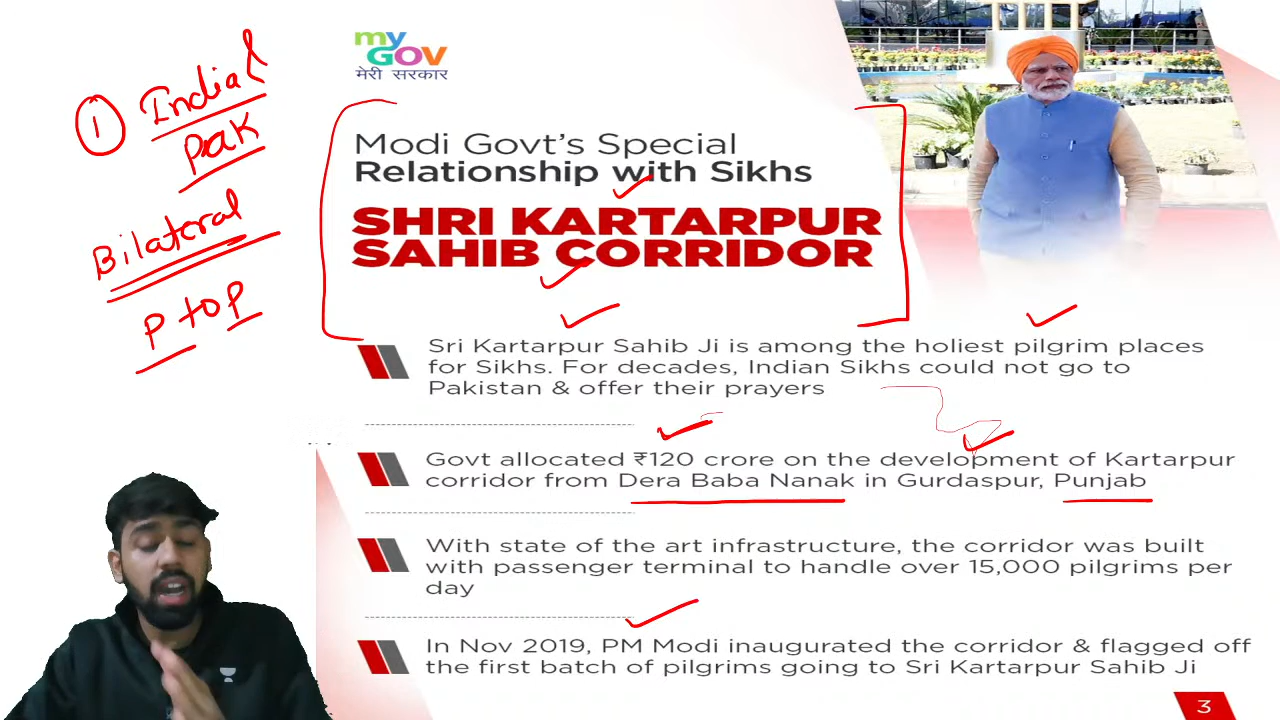 my
GOV
मेरी सरकार
① India &
Pak
Bilateral
P to P
Modi Govt's Special
Relationship with Sikhs
SHRI KARTARPUR
SAHIB CORRIDOR
Sri Kartarpur Sahib Ji is among the holiest pilgrim places
for Sikhs. For decades, Indian Sikhs could not go to
Pakistan & offer their prayers
Govt allocated ₹120 crore on the development of Kartarpur
corridor from Dera Baba Nanak in Gurdaspur, Punjab
With state of the art infrastructure, the corridor was built
with passenger terminal to handle over 15,000 pilgrims per
day
In Nov 2019, PM Modi inaugurated the corridor & flagged off
the first batch of pilgrims going to Sri Kartarpur Sahib Ji
3